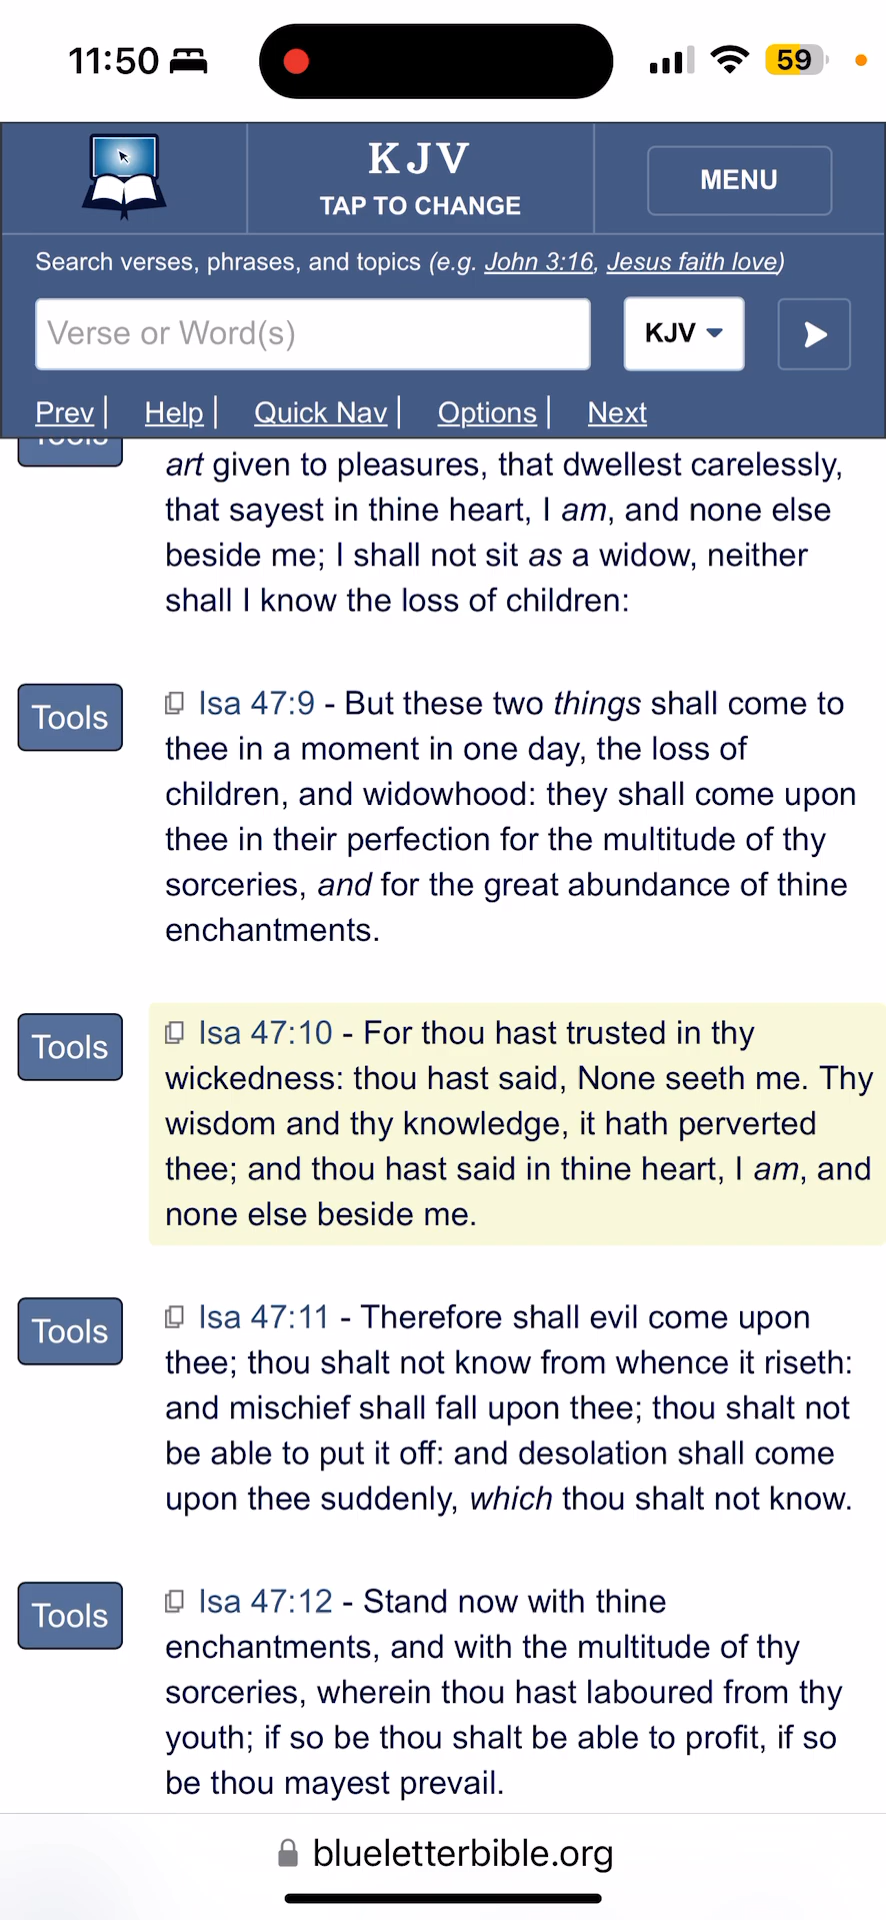 11:50
59
KJV
TAP TO CHANGE
MENU
Search verses, phrases, and topics (e.g. John 3:16, Jesus faith love)
Verse or Word(s)
KJV
Prev | Help | Quick Nav | Options | Next
Tools
art given to pleasures, that dwellest carelessly,
that sayest in thine heart, I am, and none else
beside me; I shall not sit as a widow, neither
shall I know the loss of children:
Tools
Isa 47:9 - But these two things shall come to
thee in a moment in one day, the loss of
children, and widowhood: they shall come upon
thee in their perfection for the multitude of thy
sorceries, and for the great abundance of thine
enchantments.
Tools
Isa 47:10 - For thou hast trusted in thy
wickedness: thou hast said, None seeth me. Thy
wisdom and thy knowledge, it hath perverted
thee; and thou hast said in thine heart, I am, and
none else beside me.
Tools
Isa 47:11 - Therefore shall evil come upon
thee; thou shalt not know from whence it riseth:
and mischief shall fall upon thee; thou shalt not
be able to put it off: and desolation shall come
upon thee suddenly, which thou shalt not know.
Tools
Isa 47:12 - Stand now with thine
enchantments, and with the multitude of thy
sorceries, wherein thou hast laboured from thy
youth; if so be thou shalt be able to profit, if so
be thou mayest prevail.
blueletterbible.org